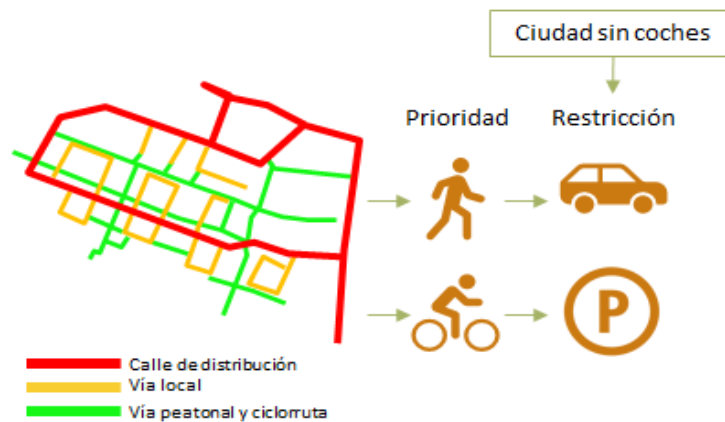 Ciudad sin coches
Prioridad
Restricción
P
Calle de distribución
Vía local
Vía peatonal y ciclorruta